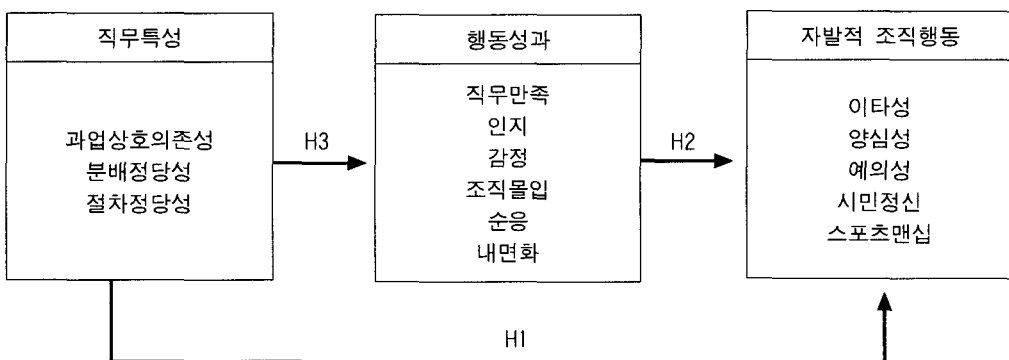 직무특성
과업상호의존성
분배정당성
절차정당성
H3
행동성과
직무만족
인지
감정
조직몰입
순응
내면화
H2
자발적 조직행동
이타성
양심성
예의성
시민정신
스포츠맨십
H1